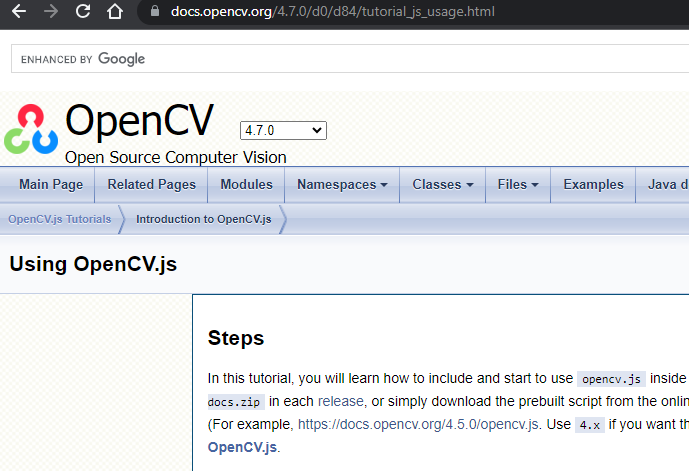 docs.opencv.org/4.7.0/d0/d84/tutorial_js_usage.html
ENHANCED BY Google
OpenCV 4.7.0
Open Source Computer Vision
Main Page Related Pages Modules Namespaces Classes Files Examples Java d
OpenCV.js Tutorials Introduction to OpenCV.js
Using OpenCV.js
Steps
In this tutorial, you will learn how to include and start to use opencv.js inside
docs.zip in each release, or simply download the prebuilt script from the onlin
(For example, https://docs.opencv.org/4.5.0/opencv.js. Use 4.x if you want th
OpenCV.js.